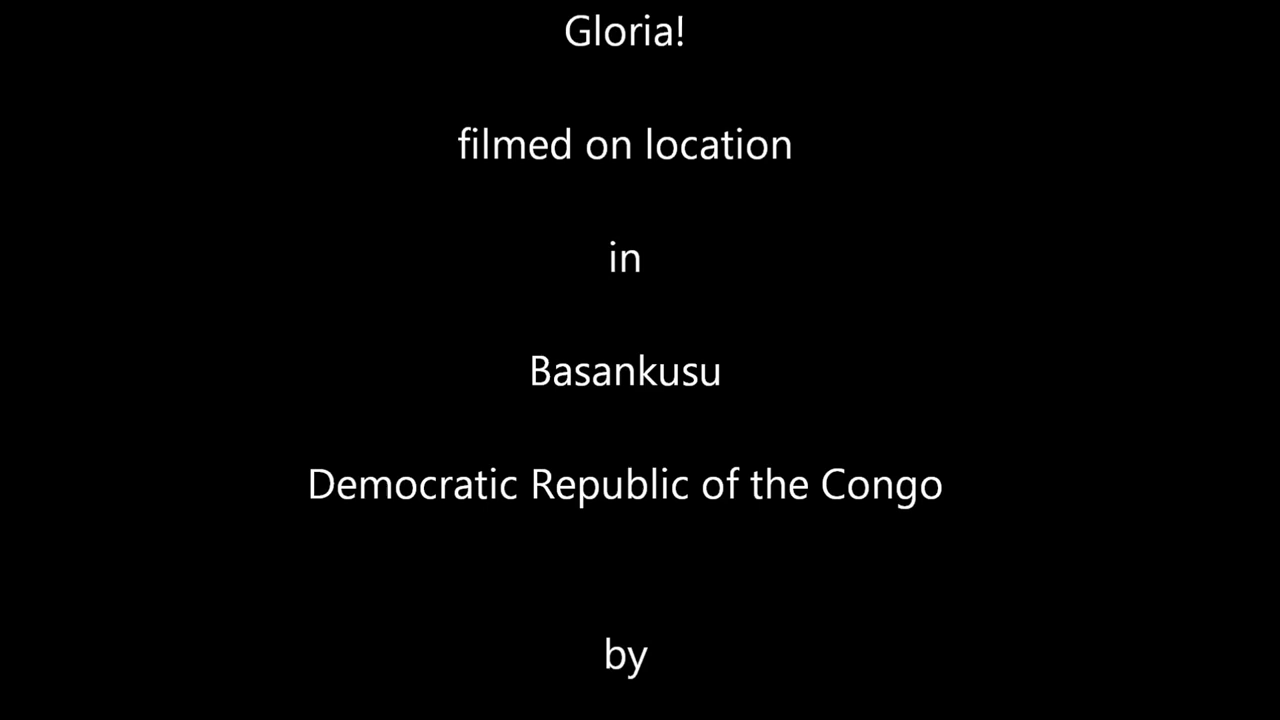 Gloria!
filmed on location
in
Basankusu
Democratic Republic of the Congo
by